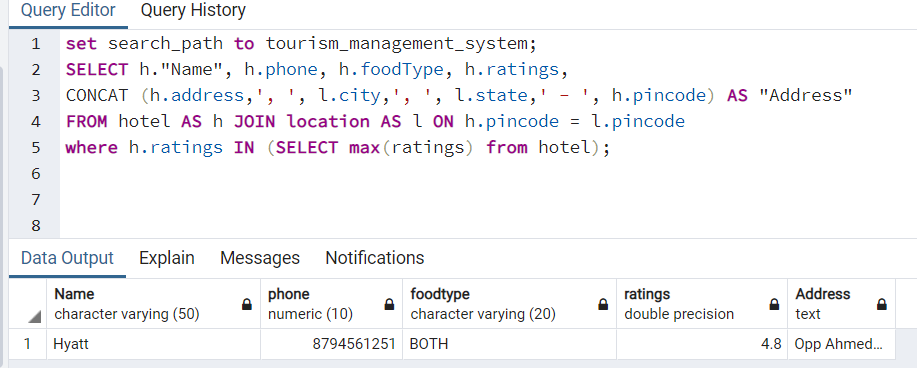 Query Editor Query History
1 set search_path to tourism_management_system;
2 SELECT h."Name", h.phone, h.foodType, h.ratings,
3 CONCAT (h.address,', ', l.city,', ', l.state,' - ', h.pincode) AS "Address"
4 FROM hotel AS h JOIN location AS l ON h.pincode = l.pincode
5 where h.ratings IN (SELECT max(ratings) from hotel);
6
7
8
Data Output Explain Messages Notifications
Name phone foodtype ratings Address
character varying (50) numeric (10) character varying (20) double precision text
1 Hyatt 8794561251 BOTH 4.8 Opp Ahmed...